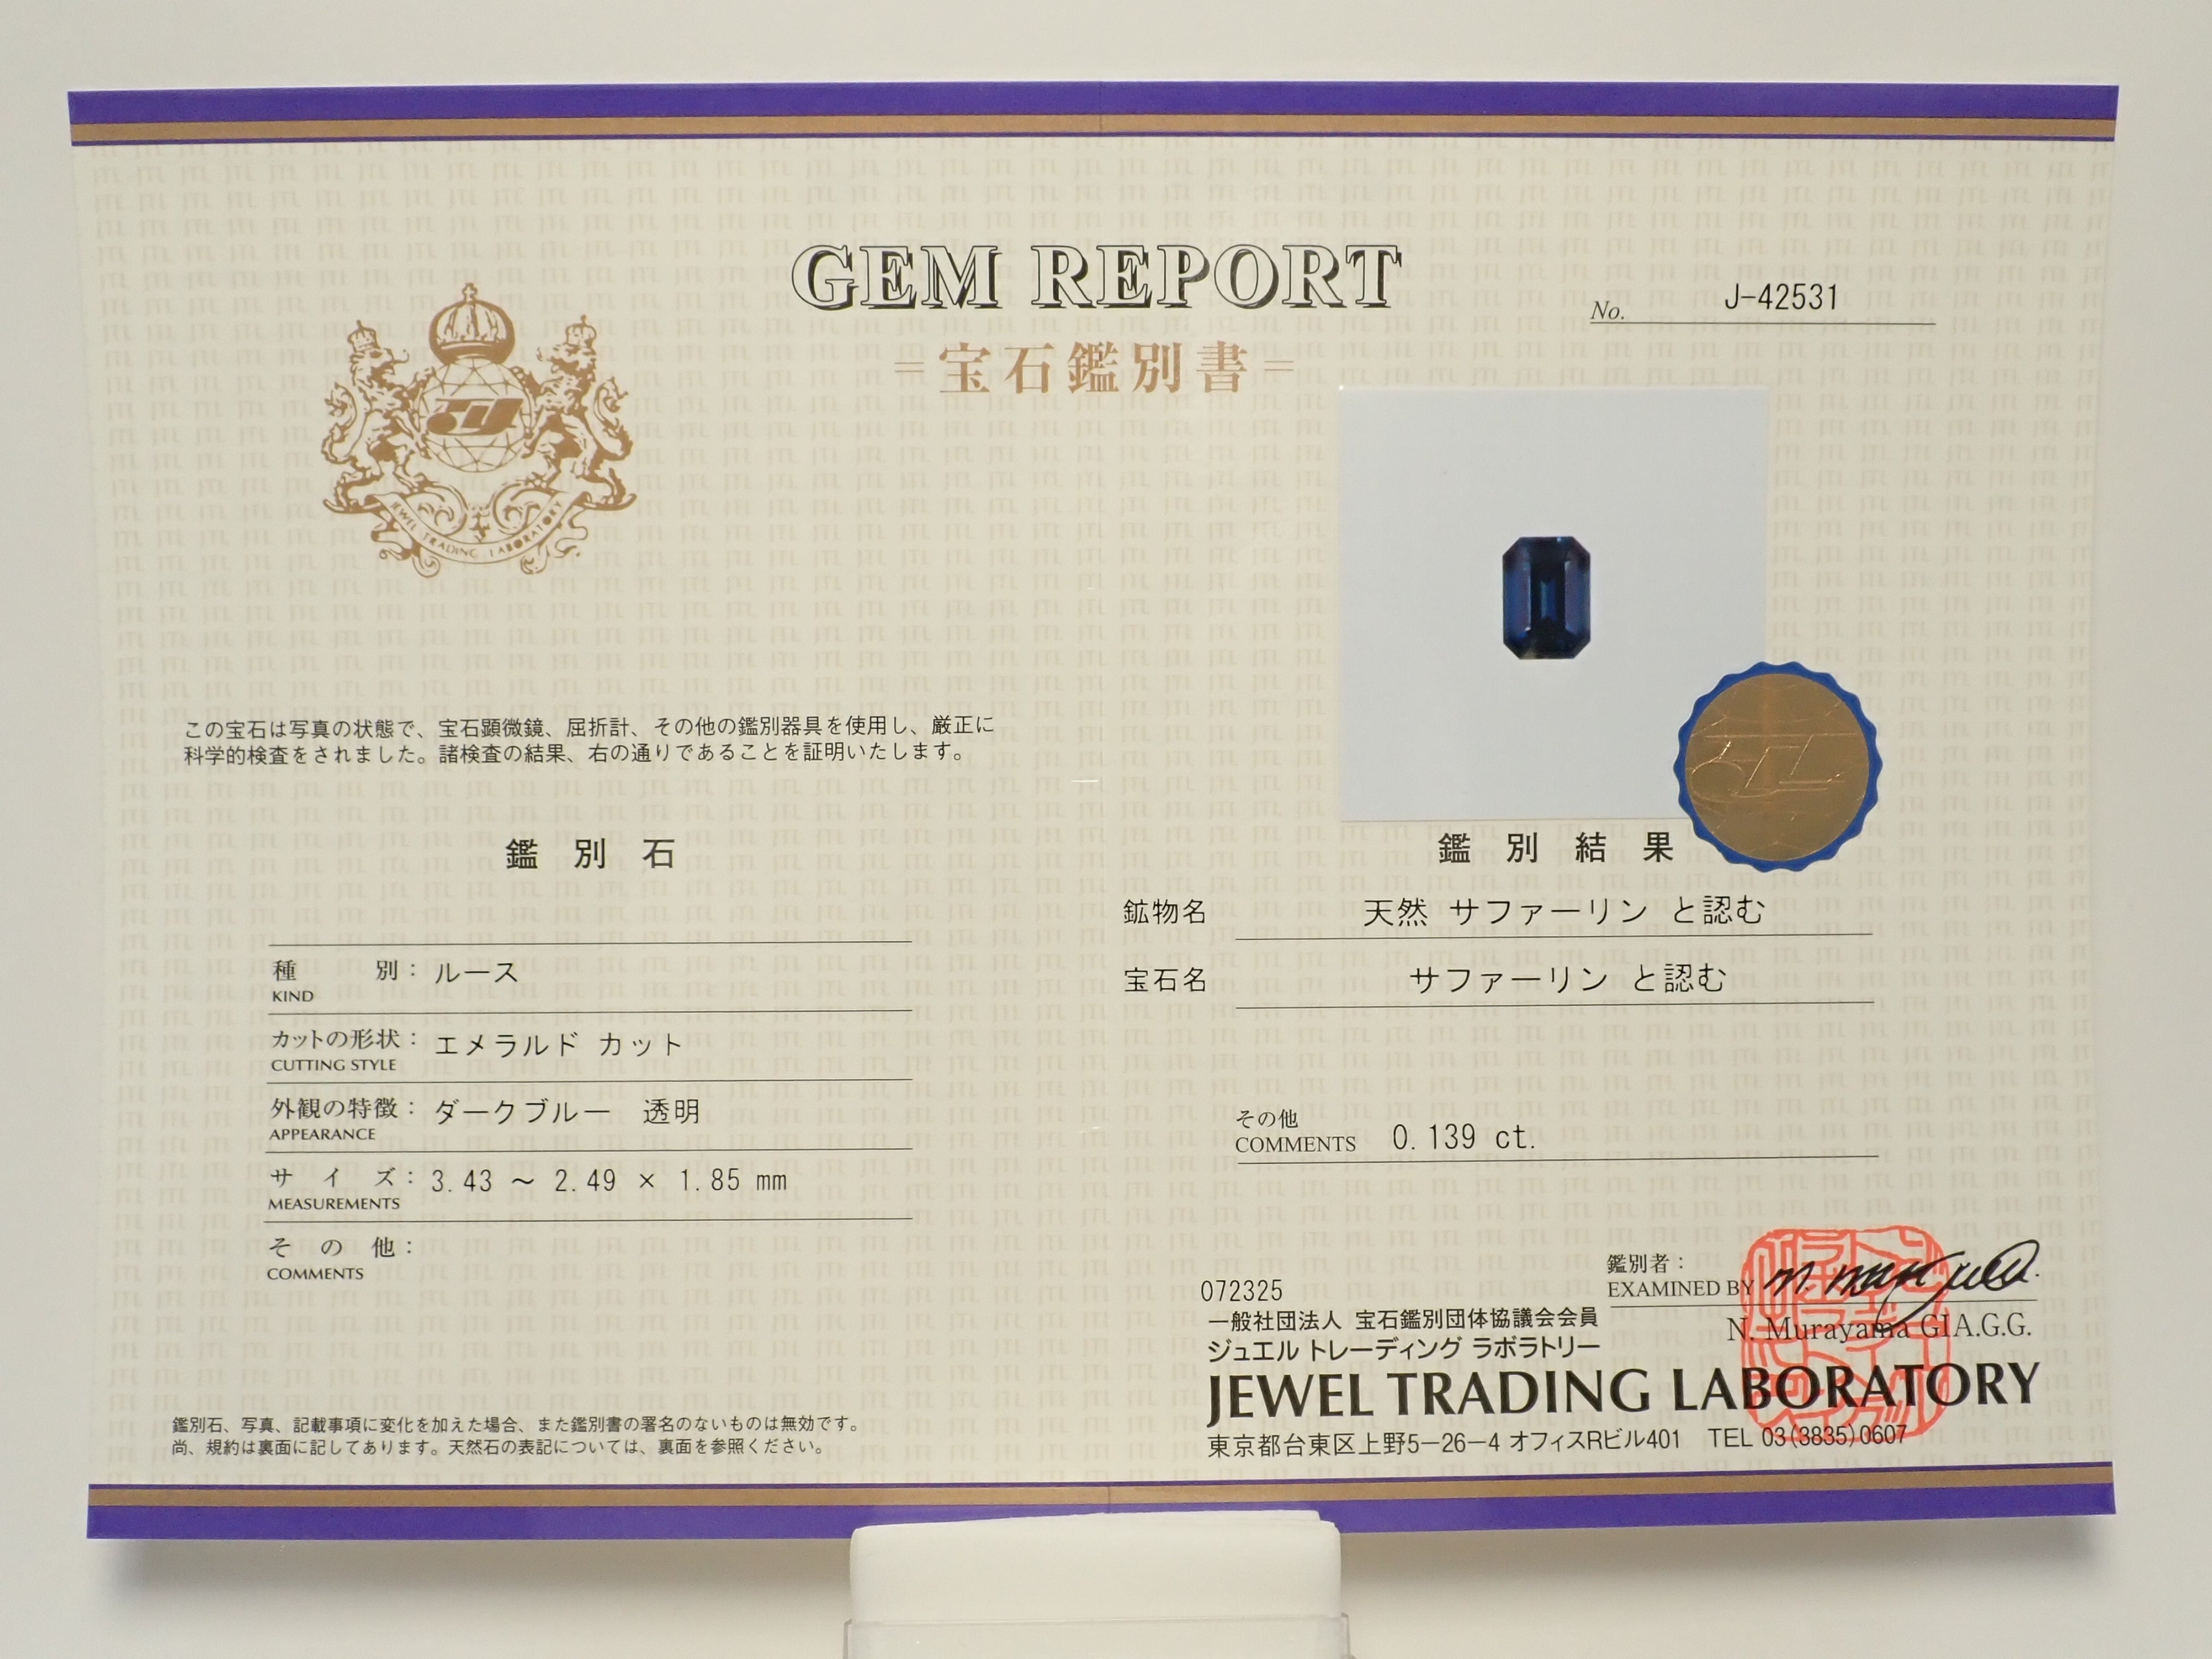 GEM REPORT
=宝石鑑別書=
No. J-42531
JEWEL TRADING LABORATORY
この宝石は写真の状態で、宝石顕微鏡、屈折計、その他の鑑別器具を使用し、厳正に
科学的検査をされました。諸検査の結果、右の通りであることを証明いたします。
鑑別石
種別: ルース
KIND
カットの形状: エメラルド カット
CUTTING STYLE
外観の特徴: ダークブルー 透明
APPEARANCE
サイズ: 3.43 ～ 2.49 × 1.85 mm
MEASUREMENTS
その他:
COMMENTS
鑑別石、写真、記載事項に変化を加えた場合、また鑑別書の署名のないものは無効です。
尚、規約は裏面に記してあります。天然石の表記については、裏面を参照ください。
JTL
鑑別結果
鉱物名 天然 サファーリン と認む
宝石名 サファーリン と認む
その他
COMMENTS 0.139 ct.
鑑別者:
EXAMINED BY
N. Murayama GIA.G.G.
072325
一般社団法人 宝石鑑別団体協議会会員
ジュエル トレーディング ラボラトリー
JEWEL TRADING LABORATORY
東京都台東区上野5−26−4 オフィスRビル401 TEL 03(3835)0607